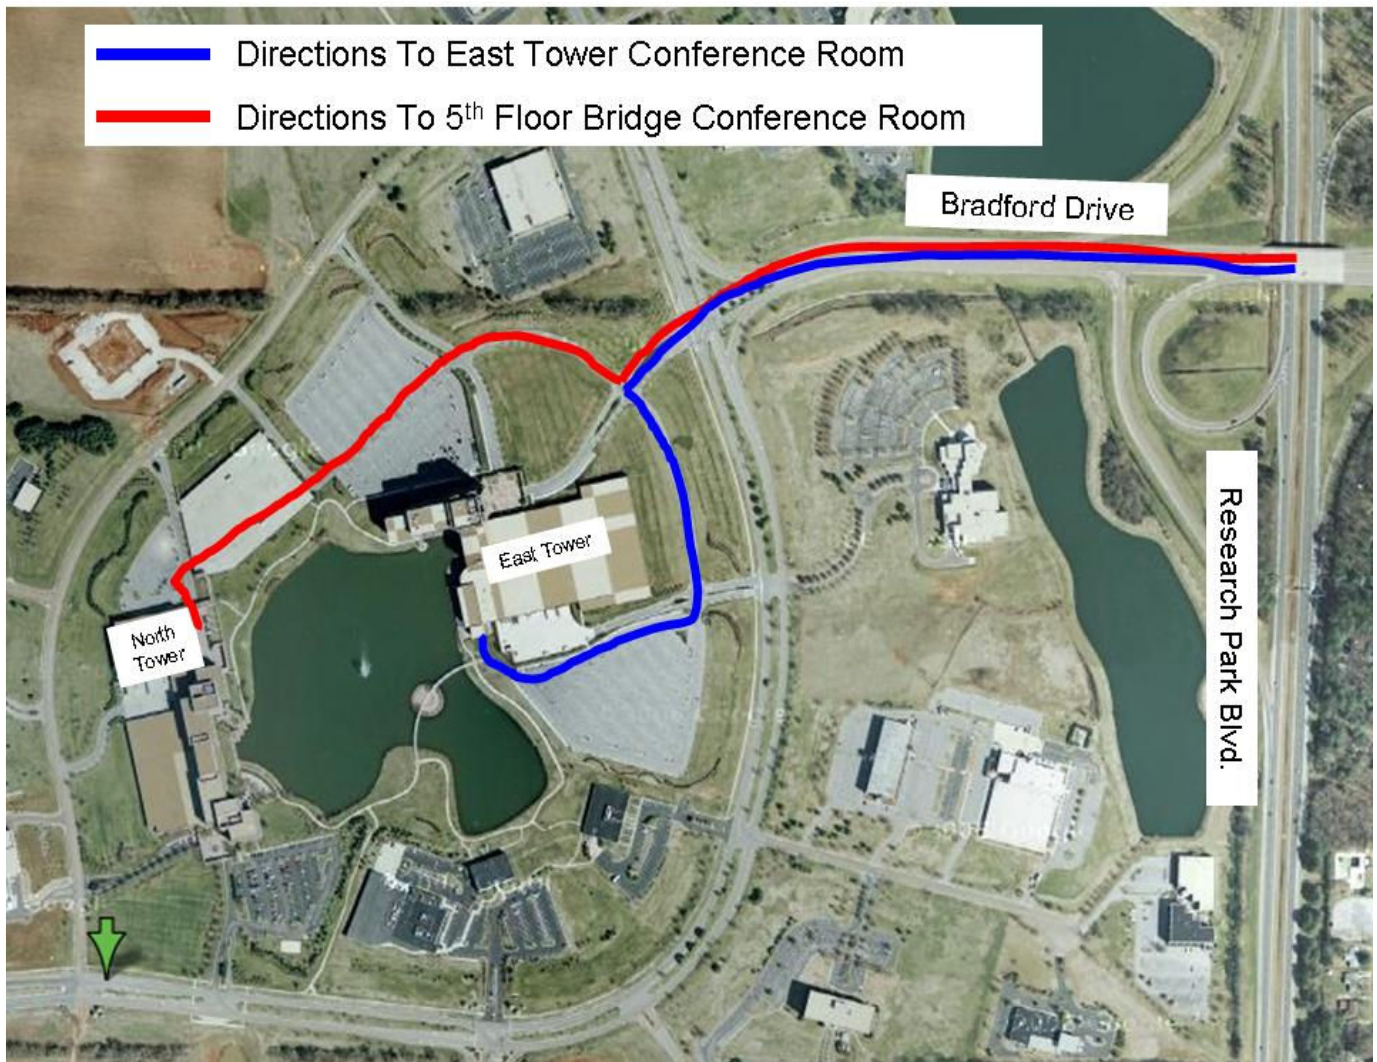 Directions To East Tower Conference Room
Directions To 5th Floor Bridge Conference Room
Bradford Drive
Research Park Blvd.
East Tower
North
Tower